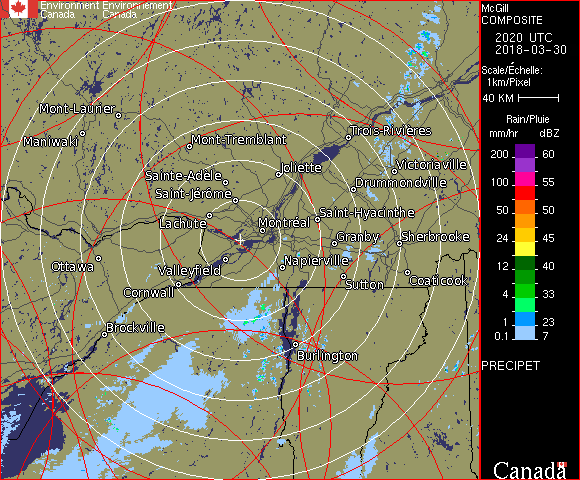 Environment Environnement
Canada Canada
McGill
COMPOSITE
2020 UTC
2018-03-30
Scale/Échelle:
1km/Pixel
40 KM
Rain/Pluie
mm/hr dBZ
200 60
100 55
50 50
24 45
12 40
4 33
1 23
0.1 7
PRECIPET
Canada
Mont-Laurier
Maniwaki
Mont-Tremblant
Trois-Rivières
Joliette
Victoriaville
Sainte-Adèle
Drummondville
Saint-Jérôme
Lachute
Montréal
Saint-Hyacinthe
Granby
Sherbrooke
Ottawa
Valleyfield
Napierville
Cornwall
Sutton
Coaticook
Brockville
Burlington